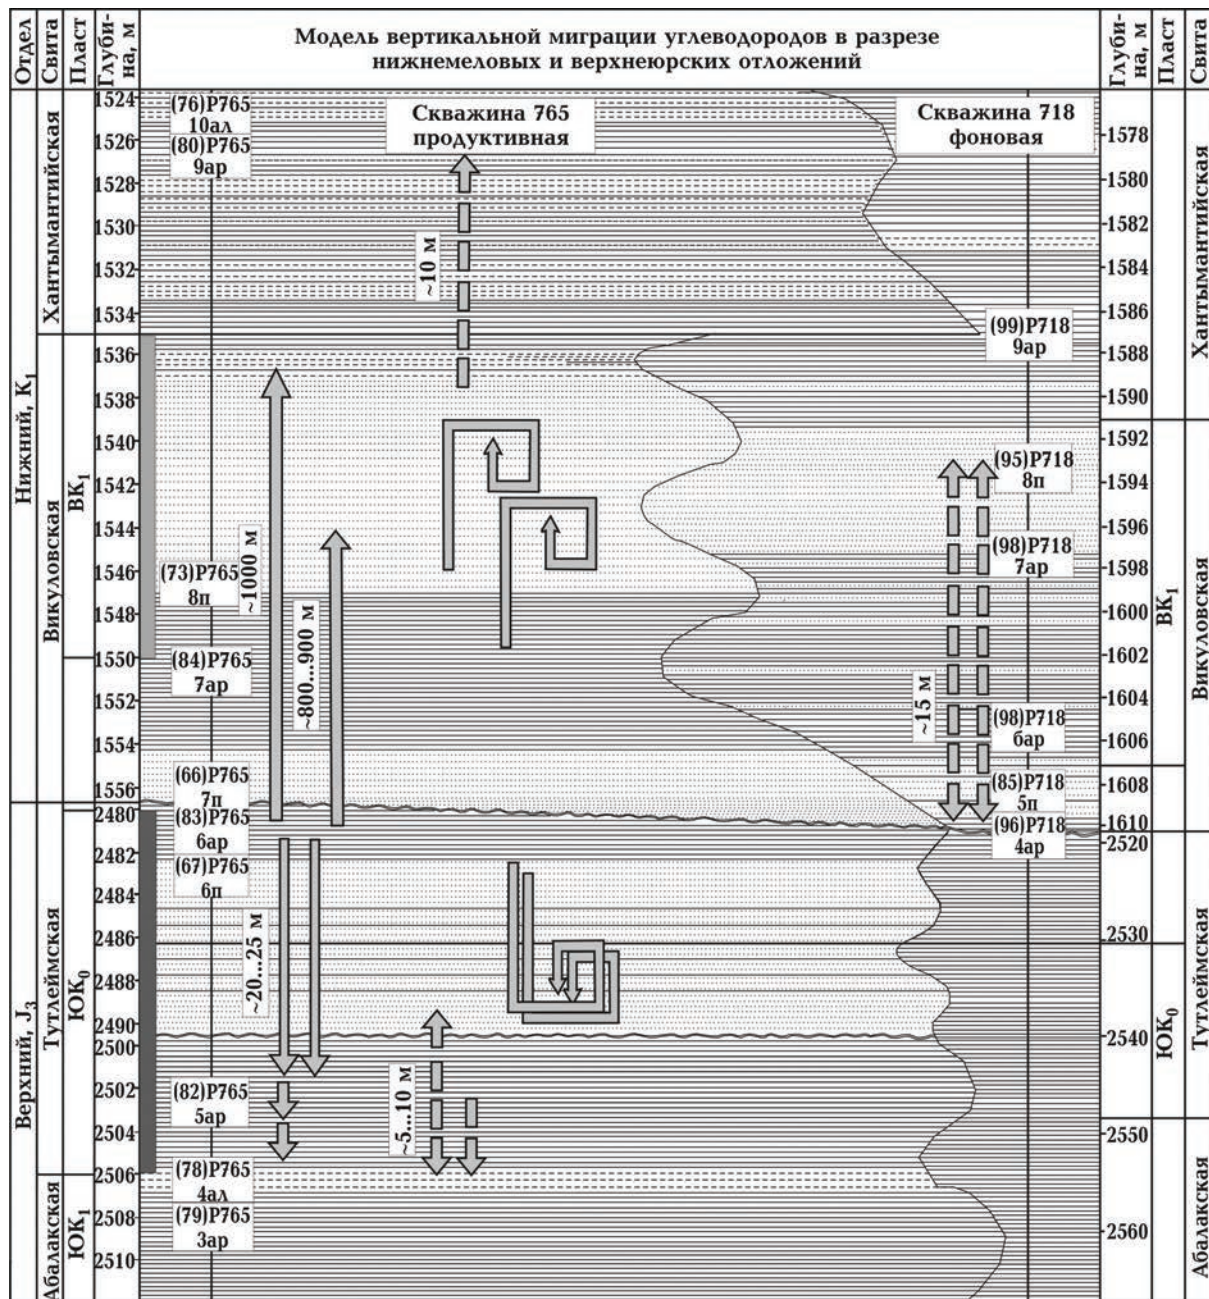 Отдел
Свита
Пласт
Глуби-
на, м
Модель вертикальной миграции углеводородов в разрезе
нижнемеловых и верхнеюрских отложений
Глуби-
на, м
Пласт
Свита
Нижний, K1
Верхний, J3
Хантымантийская
Викуловская
Тутлеймская
Абалакская
ВК1
ЮК0
ЮК1
1524
1526
1528
1530
1532
1534
1536
1538
1540
1542
1544
1546
1548
1550
1552
1554
1556
2480
2482
2484
2486
2488
2490
2500
2502
2504
2506
2508
2510
(76)Р765
10ал
(80)Р765
9ар
(73)Р765
8п
(84)Р765
7ар
(66)Р765
7п
(83)Р765
6ар
(67)Р765
6п
(82)Р765
5ар
(78)Р765
4ал
(79)Р765
3ар
Скважина 765
продуктивная
~10 м
~1000 м
~800...900 м
~20...25 м
~5...10 м
Скважина 718
фоновая
(99)Р718
9ар
(95)Р718
8п
(98)Р718
7ар
~15 м
(98)Р718
6ар
(85)Р718
5п
(96)Р718
4ар
1578
1580
1582
1584
1586
1588
1590
1592
1594
1596
1598
1600
1602
1604
1606
1608
1610
2520
2530
2540
2550
2560
ВК1
ЮК0
Хантымантийская
Викуловская
Тутлеймская
Абалакская